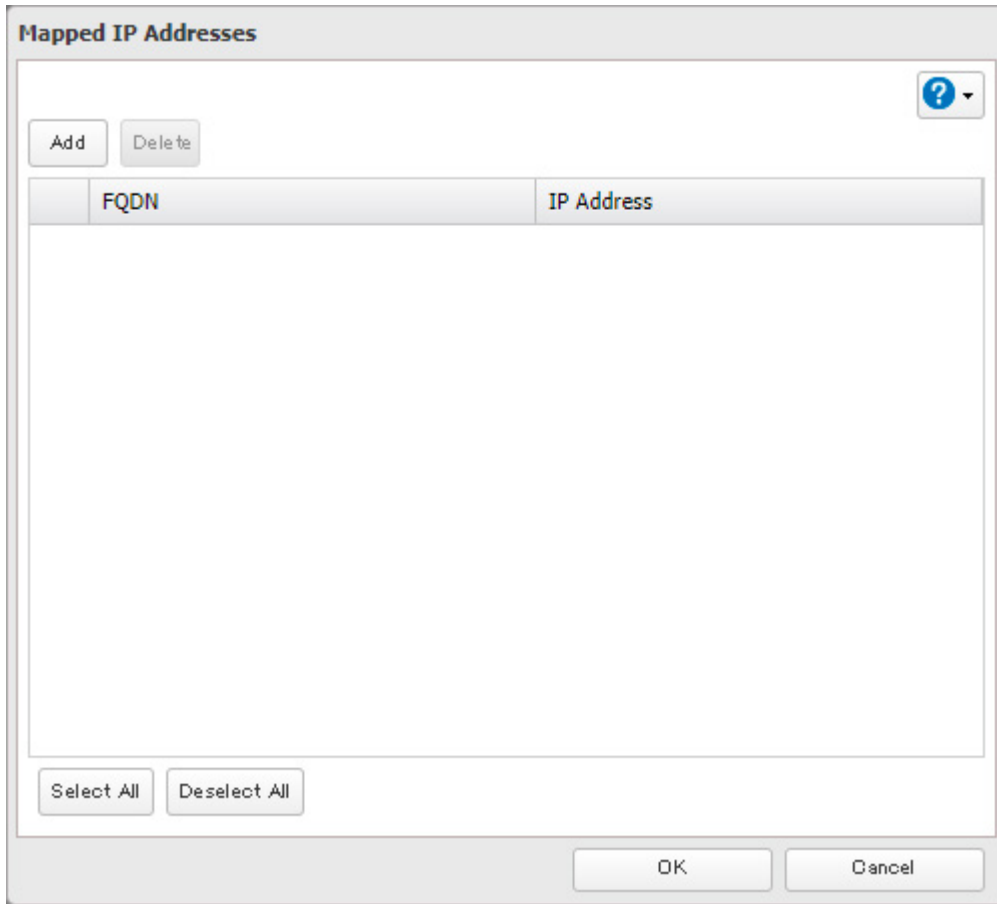 Mapped IP Addresses
?
Add Delete
FQDN IP Address
Select All Deselect All
OK Cancel